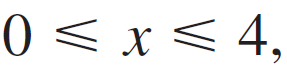 0 ⩽ x ⩽ 4,